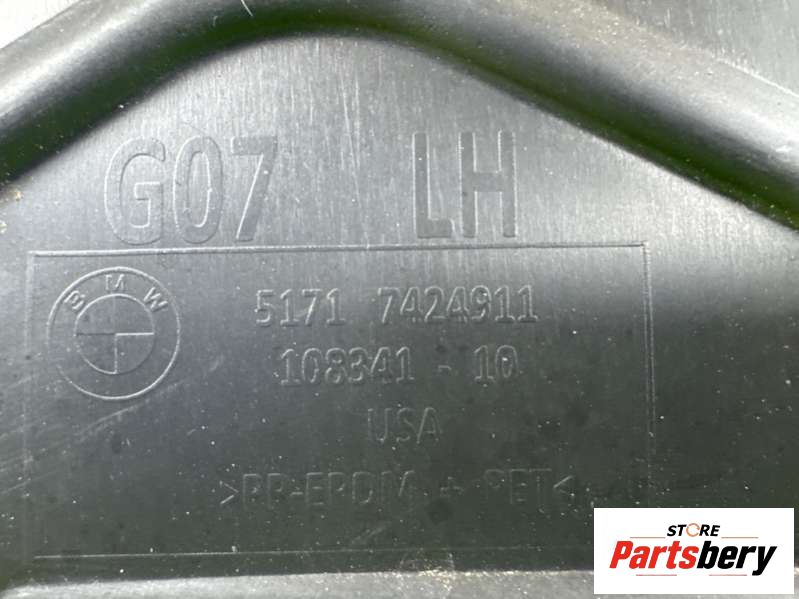 G07 LH
BMW
5171 7424911
108341 - 10
USA
>PP-EPDM + PET<
STORE
Partsbery